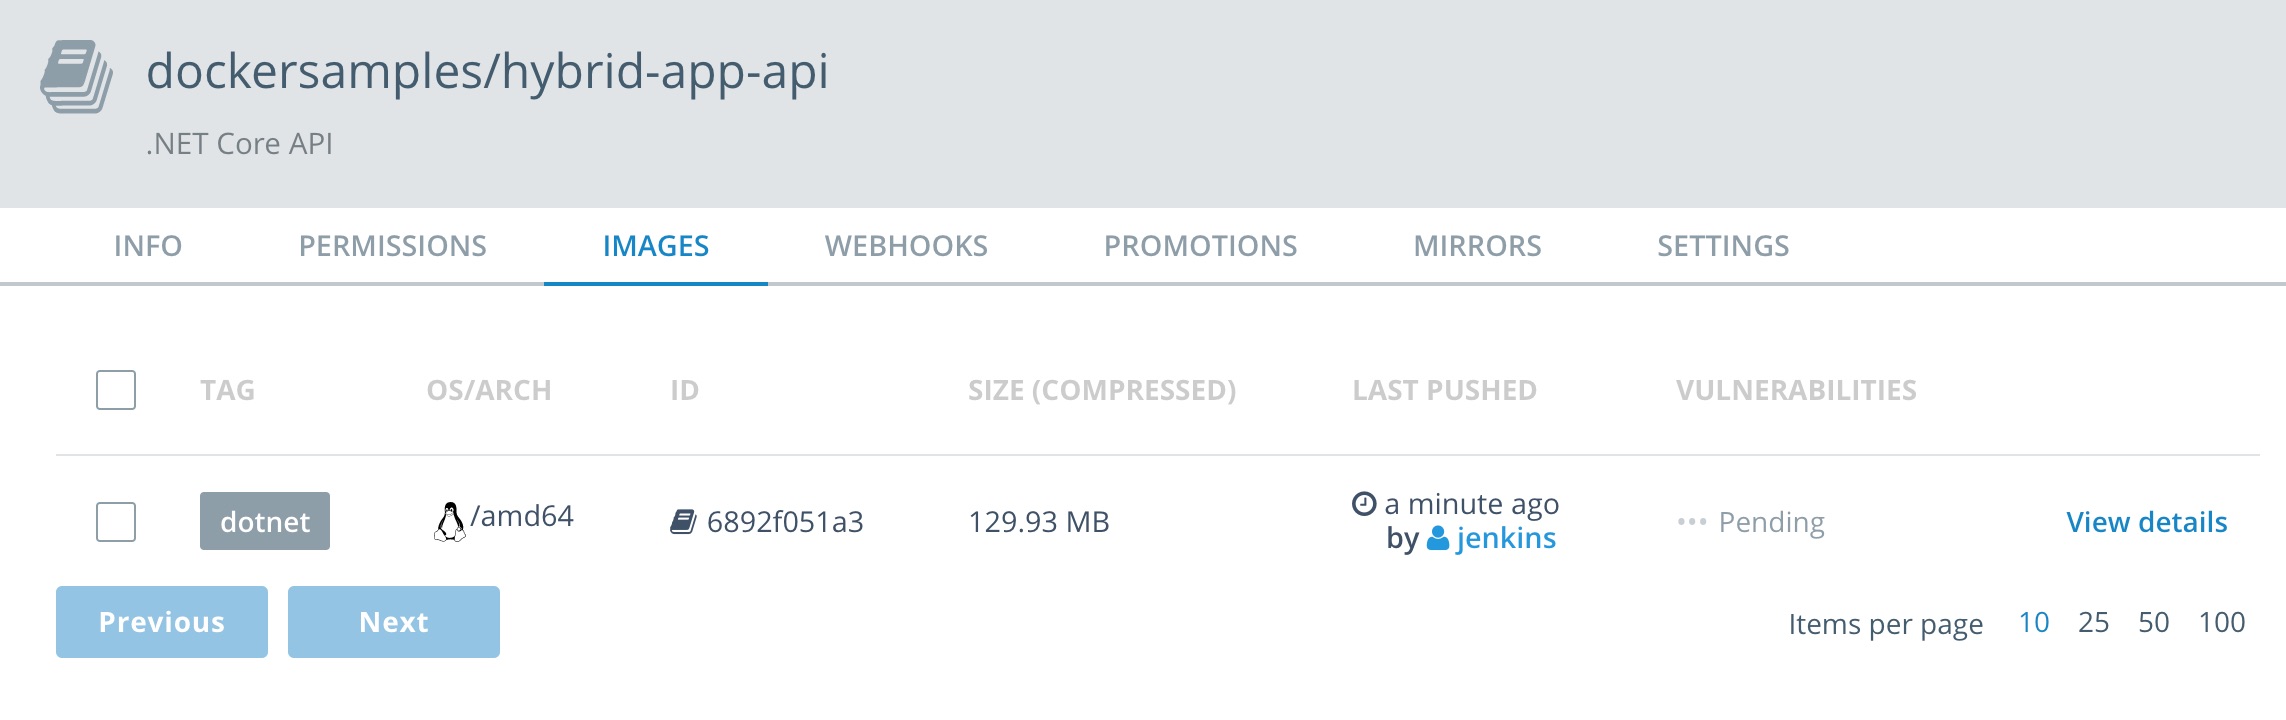 dockersamples/hybrid-app-api
.NET Core API
INFO PERMISSIONS IMAGES WEBHOOKS PROMOTIONS MIRRORS SETTINGS
TAG OS/ARCH ID SIZE (COMPRESSED) LAST PUSHED VULNERABILITIES
dotnet /amd64 6892f051a3 129.93 MB a minute ago ••• Pending View details
by jenkins
Previous Next Items per page 10 25 50 100